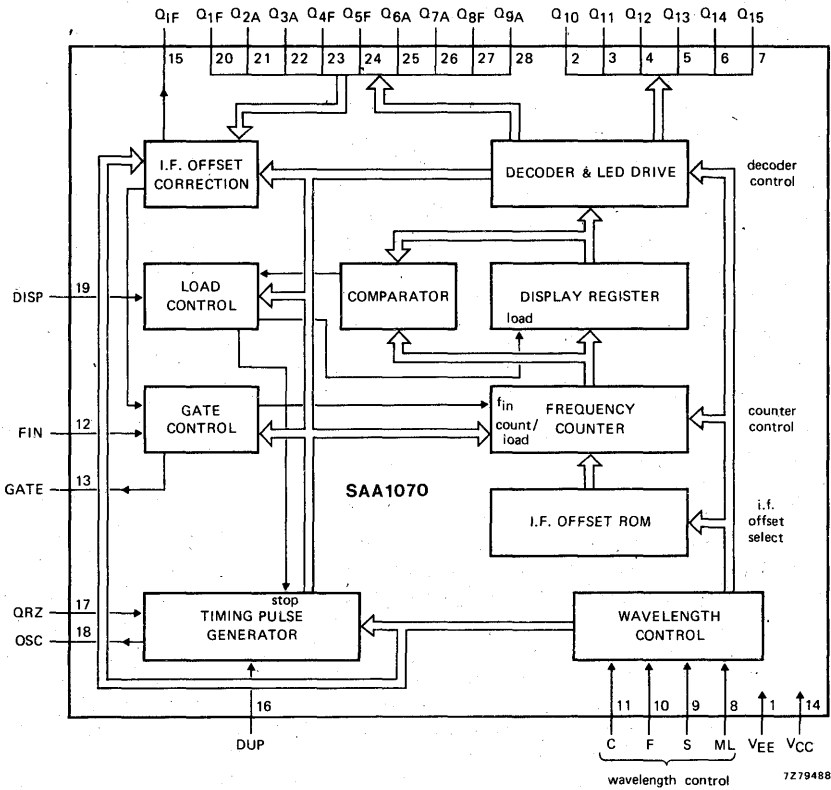 QIF Q1F Q2A Q3A Q4F Q5F Q6A Q7A Q8F Q9A Q10 Q11 Q12 Q13 Q14 Q15
15 20 21 22 23 24 25 26 27 28 2 3 4 5 6 7
I.F. OFFSET
CORRECTION
DECODER & LED DRIVE
decoder
control
DISP 19
LOAD
CONTROL
COMPARATOR
DISPLAY REGISTER
load
FIN 12
GATE
CONTROL
fin
count/
load
FREQUENCY
COUNTER
counter
control
GATE 13
SAA1070
I.F. OFFSET ROM
i.f.
offset
select
QRZ 17
OSC 18
stop
TIMING PULSE
GENERATOR
WAVELENGTH
CONTROL
16 11 10 9 8 1 14
DUP C F S ML VEE VCC
wavelength control
7Z79488